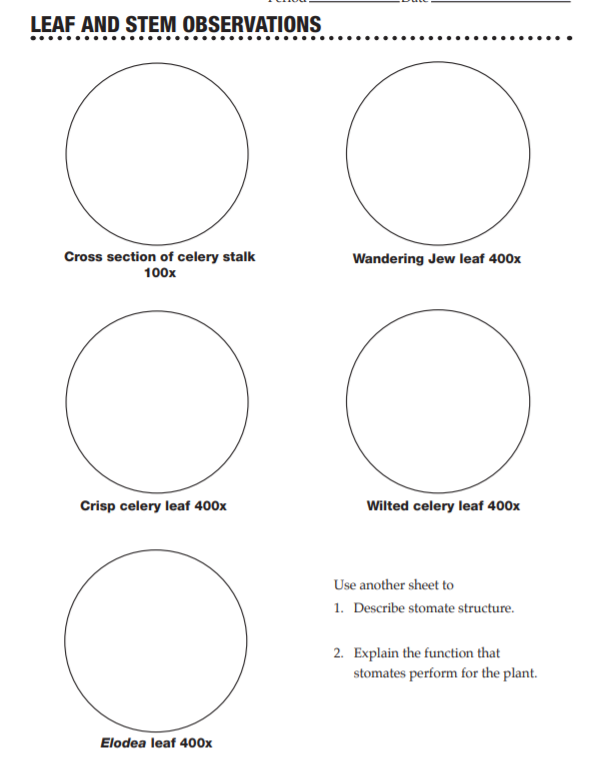 LEAF AND STEM OBSERVATIONS
Cross section of celery stalk
100x
Wandering Jew leaf 400x
Crisp celery leaf 400x
Wilted celery leaf 400x
Elodea leaf 400x
Use another sheet to
1. Describe stomate structure.
2. Explain the function that
stomates perform for the plant.